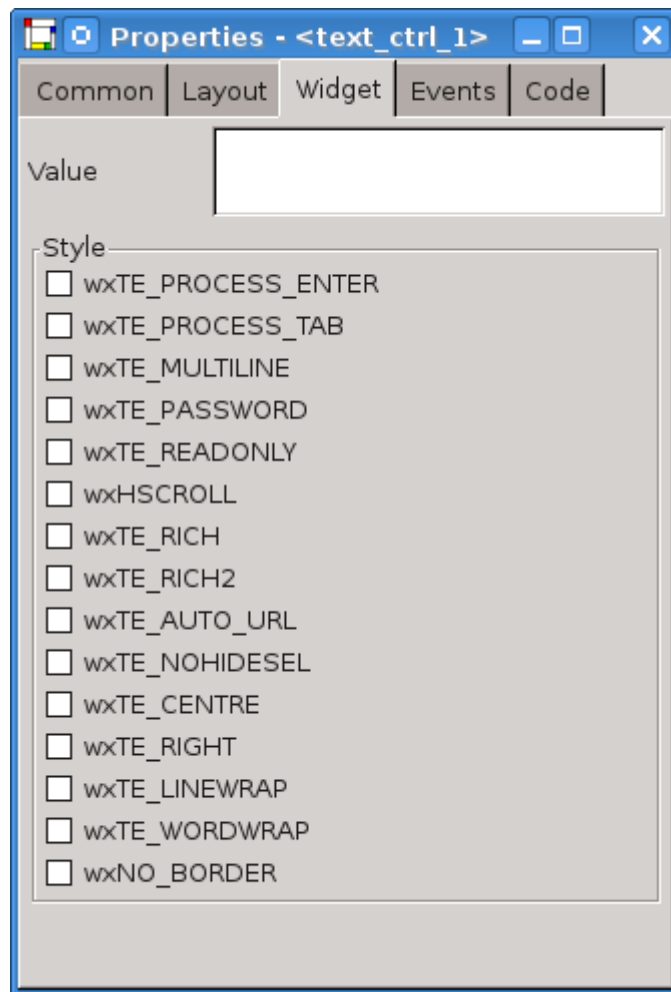 Properties - <text_ctrl_1>
Common Layout Widget Events Code
Value
Style
wxTE_PROCESS_ENTER
wxTE_PROCESS_TAB
wxTE_MULTILINE
wxTE_PASSWORD
wxTE_READONLY
wxHSCROLL
wxTE_RICH
wxTE_RICH2
wxTE_AUTO_URL
wxTE_NOHIDESEL
wxTE_CENTRE
wxTE_RIGHT
wxTE_LINEWRAP
wxTE_WORDWRAP
wxNO_BORDER